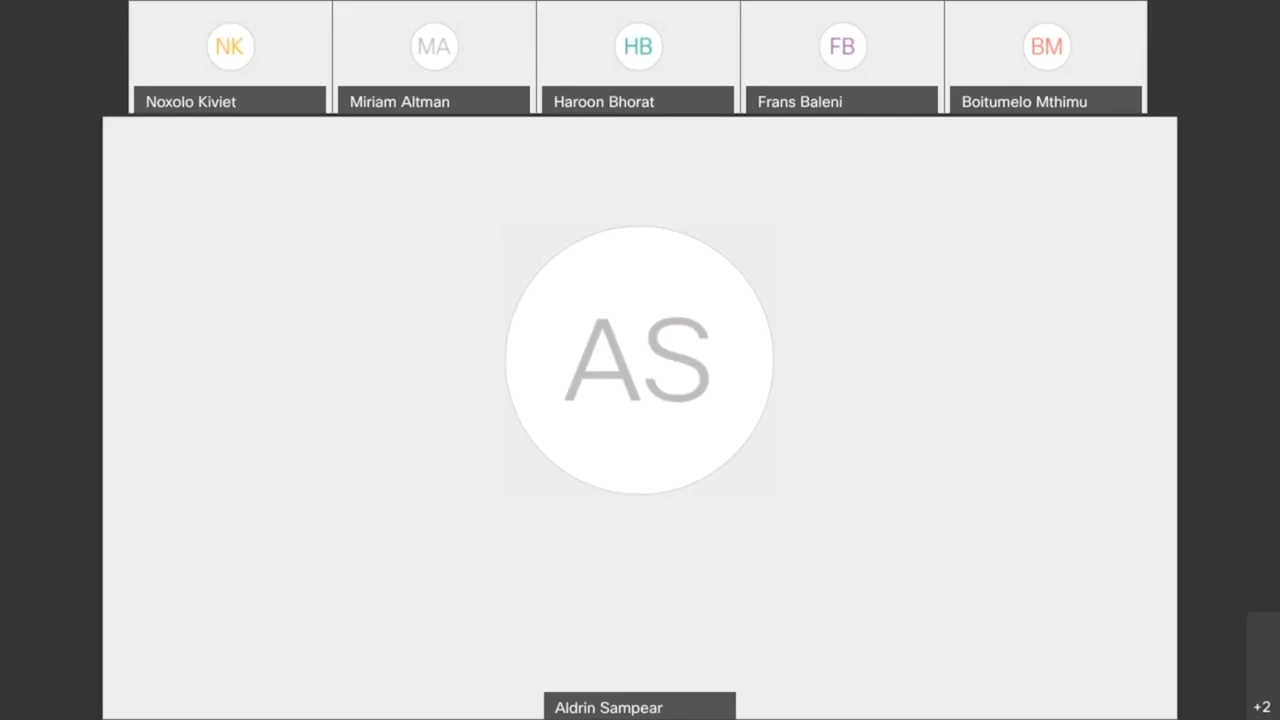 NK
MA
HB
FB
BM
Noxolo Kiviet
Miriam Altman
Haroon Bhorat
Frans Baleni
Boitumelo Mthimu
AS
Aldrin Sampear
+2